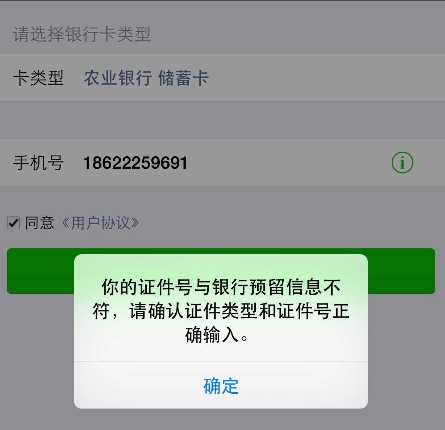 请选择银行卡类型
卡类型 农业银行 储蓄卡
手机号 18622259691
同意《用户协议》
你的证件号与银行预留信息不
符，请确认证件类型和证件号正
确输入。
确定